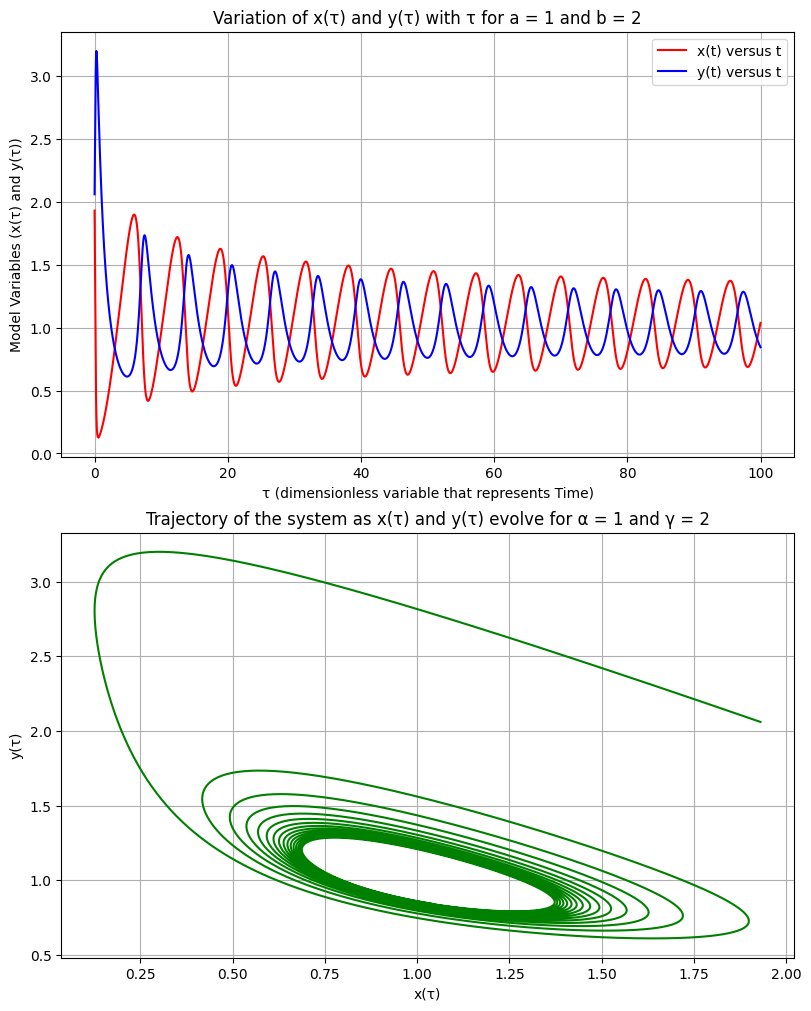 Variation of x(τ) and y(τ) with τ for a = 1 and b = 2
x(t) versus t
y(t) versus t
Model Variables (x(τ) and y(τ))
3.0
2.5
2.0
1.5
1.0
0.5
0.0
0 20 40 60 80 100
τ (dimensionless variable that represents Time)
Trajectory of the system as x(τ) and y(τ) evolve for α = 1 and γ = 2
y(τ)
3.0
2.5
2.0
1.5
1.0
0.5
0.25 0.50 0.75 1.00 1.25 1.50 1.75 2.00
x(τ)